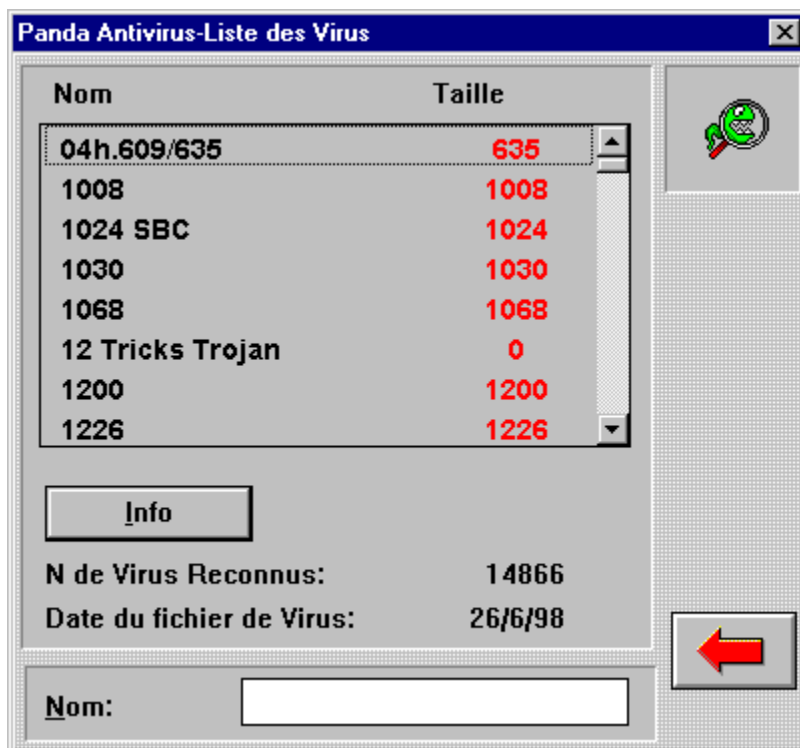 Panda Antivirus-Liste des Virus
Nom Taille
04h.609/635 635
1008 1008
1024 SBC 1024
1030 1030
1068 1068
12 Tricks Trojan 0
1200 1200
1226 1226
Info
N de Virus Reconnus: 14866
Date du fichier de Virus: 26/6/98
Nom: